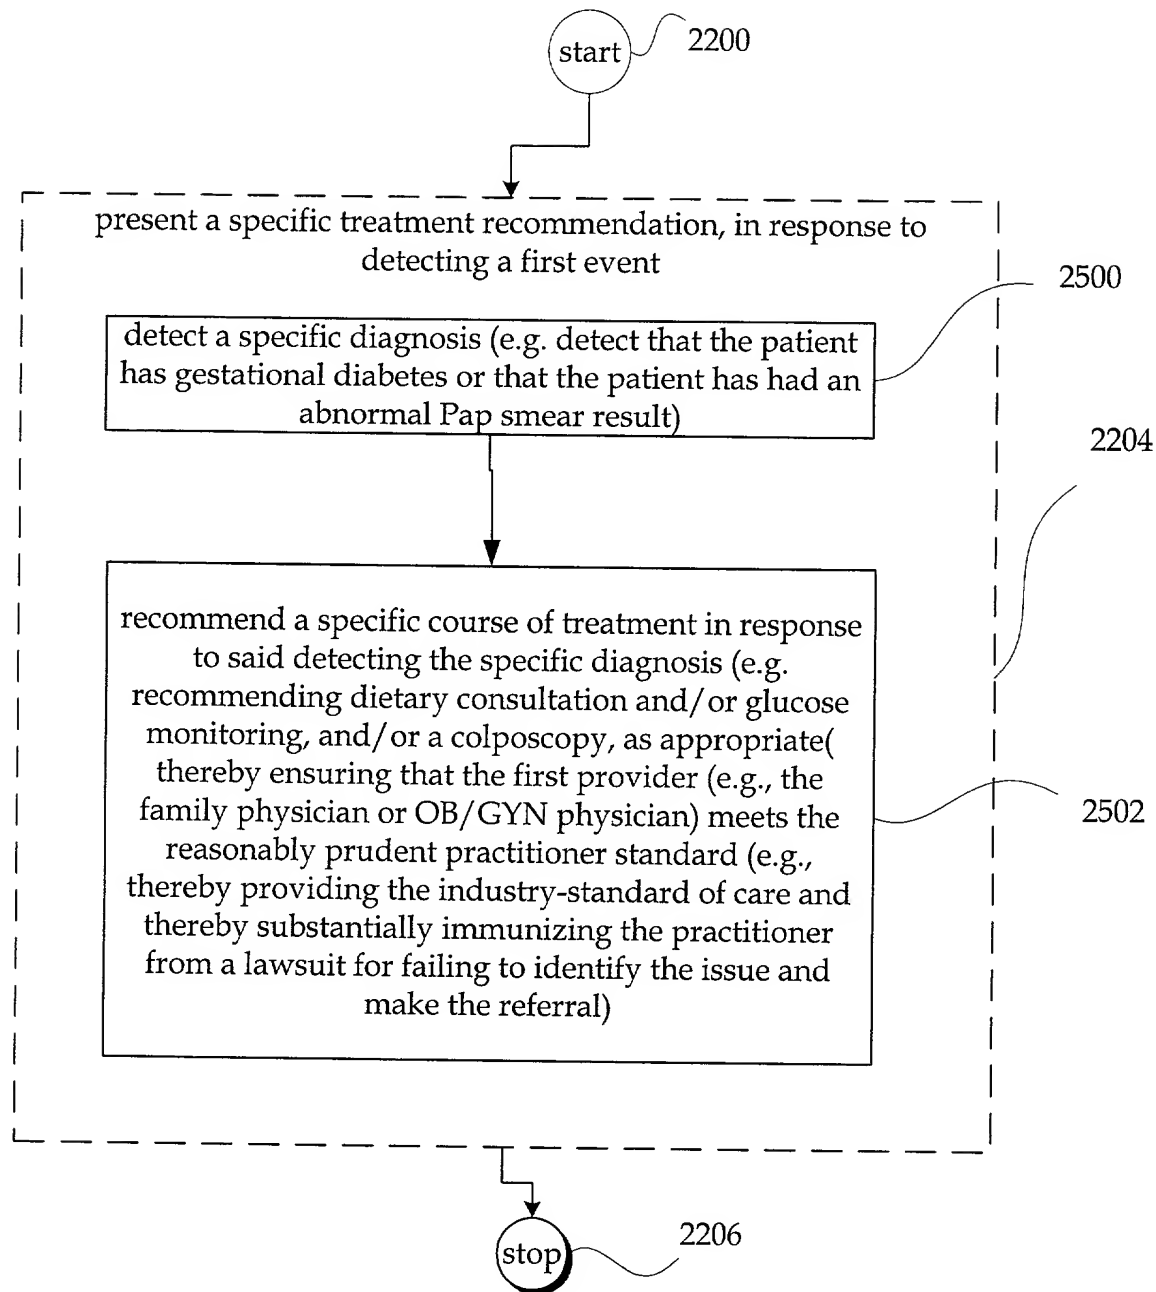 start
2200
present a specific treatment recommendation, in response to
detecting a first event
2500
detect a specific diagnosis (e.g. detect that the patient
has gestational diabetes or that the patient has had an
abnormal Pap smear result)
2204
recommend a specific course of treatment in response
to said detecting the specific diagnosis (e.g.
recommending dietary consultation and/or glucose
monitoring, and/or a colposcopy, as appropriate(
thereby ensuring that the first provider (e.g., the
family physician or OB/GYN physician) meets the
reasonably prudent practitioner standard (e.g.,
thereby providing the industry-standard of care and
thereby substantially immunizing the practitioner
from a lawsuit for failing to identify the issue and
make the referral)
2502
stop
2206